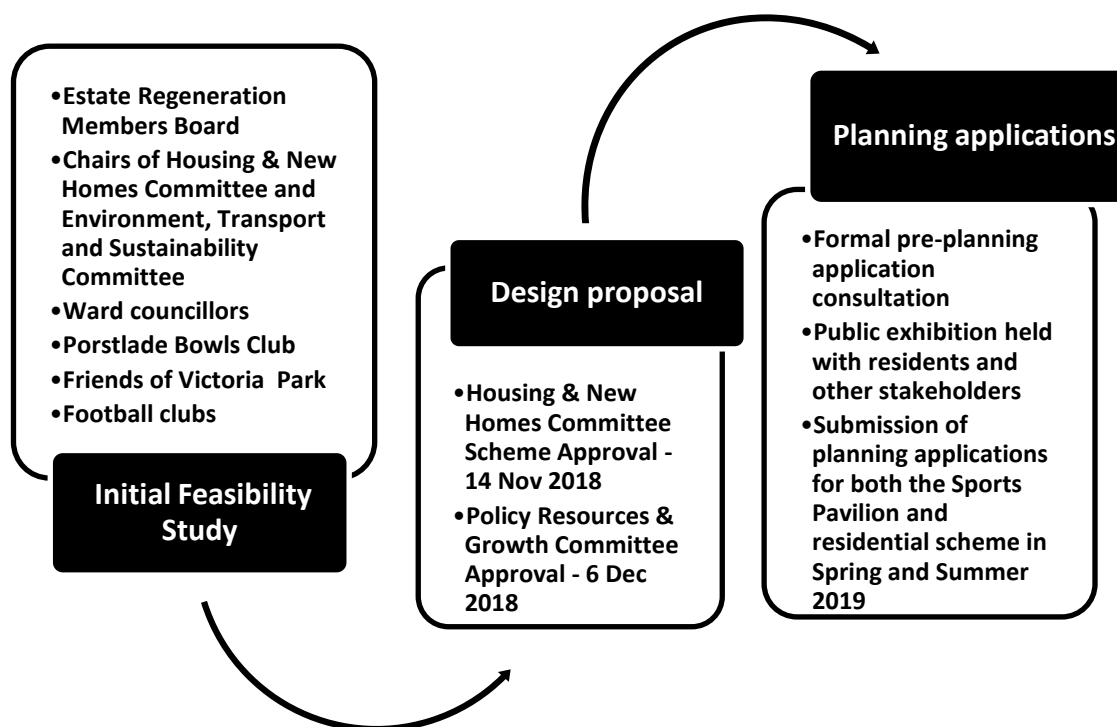 •Estate Regeneration
Members Board
•Chairs of Housing & New
Homes Committee and
Environment, Transport
and Sustainability
Committee
•Ward councillors
•Porstlade Bowls Club
•Friends of Victoria Park
•Football clubs
Initial Feasibility
Study
Design proposal
•Housing & New
Homes Committee
Scheme Approval -
14 Nov 2018
•Policy Resources &
Growth Committee
Approval - 6 Dec
2018
Planning applications
•Formal pre-planning
application
consultation
•Public exhibition held
with residents and
other stakeholders
•Submission of
planning applications
for both the Sports
Pavilion and
residential scheme in
Spring and Summer
2019